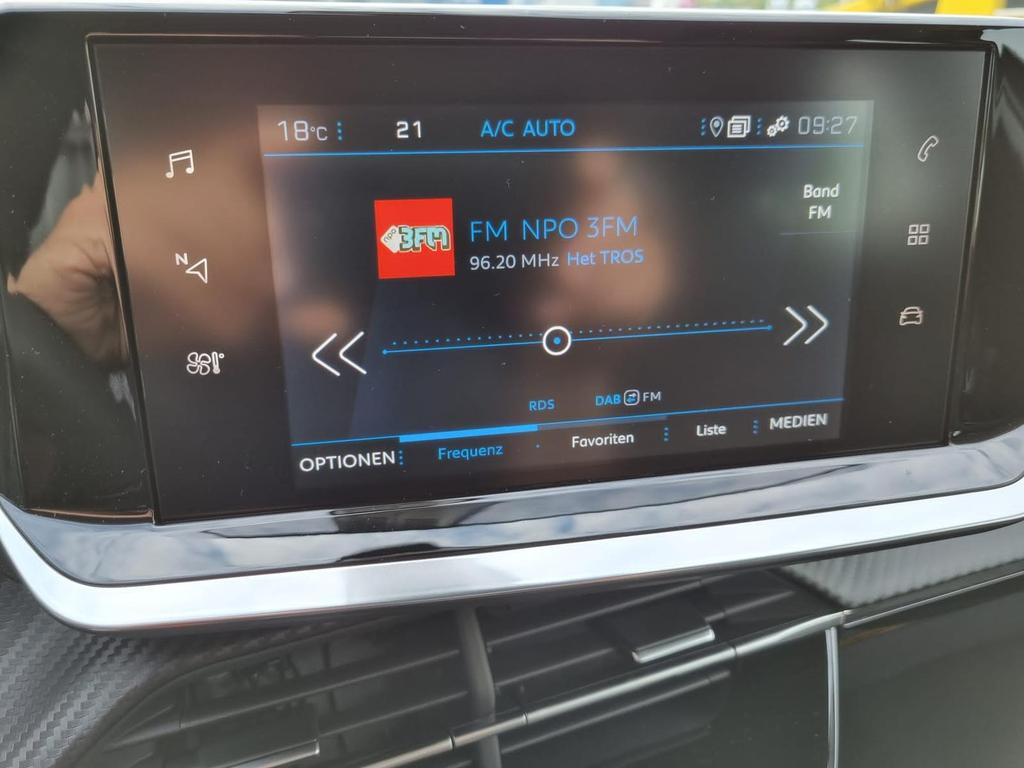 18°C 21 A/C AUTO 09:27
Band
FM
npo 3FM
FM NPO 3FM
96.20 MHz Het TROS
N
RDS DAB FM
OPTIONEN Frequenz Favoriten Liste MEDIEN